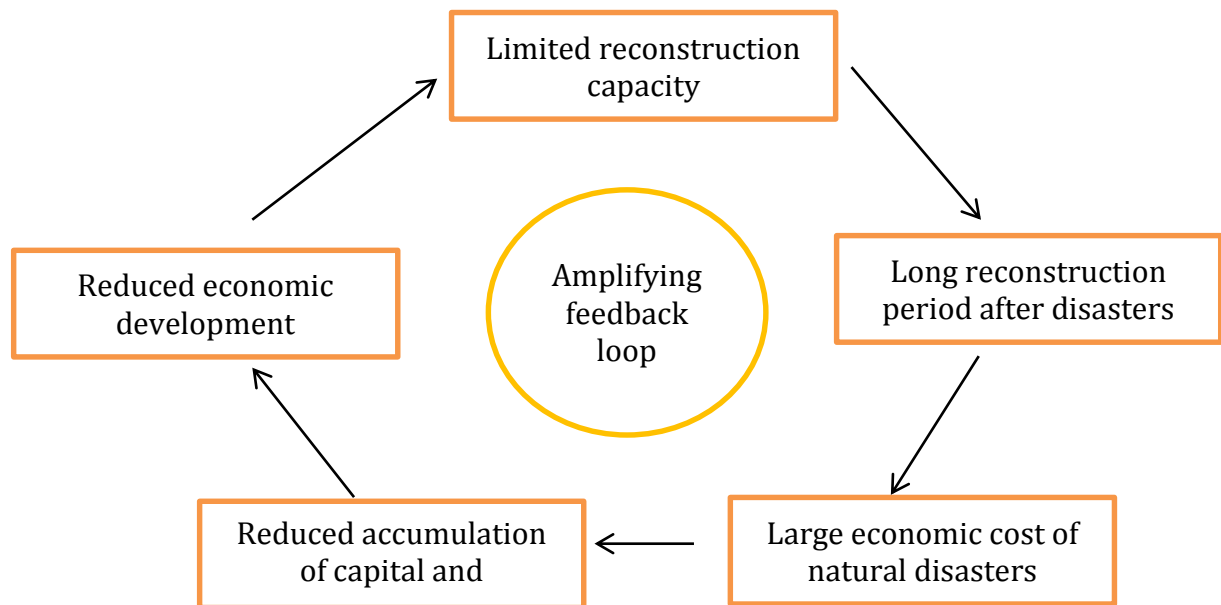 Limited reconstruction
capacity
Long reconstruction
period after disasters
Large economic cost of
natural disasters
Reduced accumulation
of capital and
Reduced economic
development
Amplifying
feedback
loop